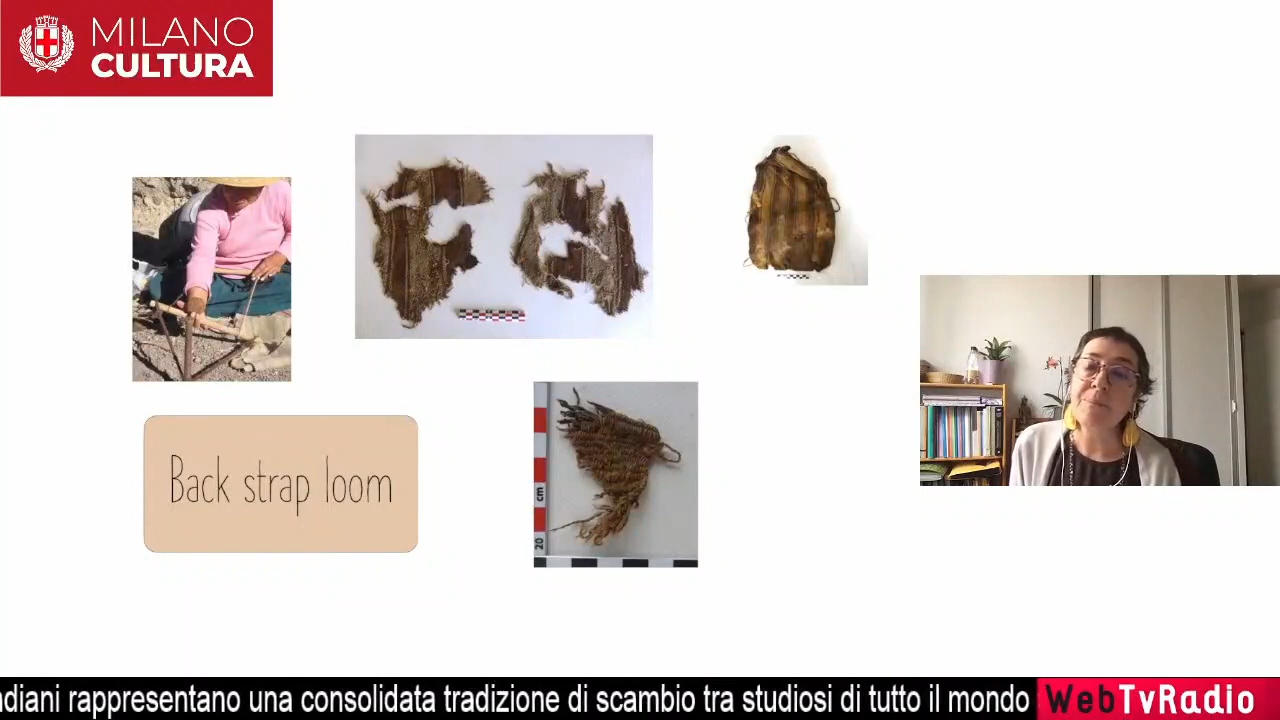 MILANO
CULTURA
Back strap loom
cm
20
ndiani rappresentano una consolidata tradizione di scambio tra studiosi di tutto il mondo
WebTvRadio